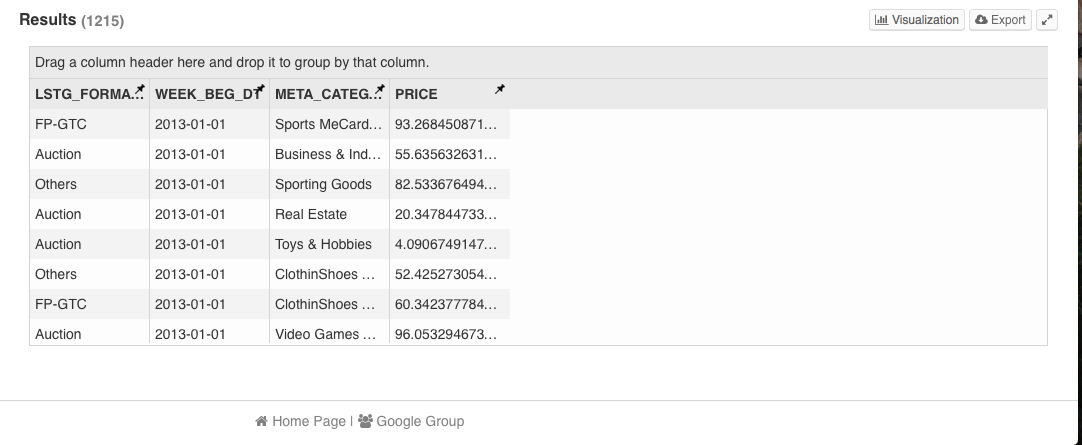 Results (1215)
Visualization Export
Drag a column header here and drop it to group by that column.
LSTG_FORMA... WEEK_BEG_DT META_CATEG... PRICE
FP-GTC 2013-01-01 Sports MeCard... 93.268450871...
Auction 2013-01-01 Business & Ind... 55.635632631...
Others 2013-01-01 Sporting Goods 82.533676494...
Auction 2013-01-01 Real Estate 20.347844733...
Auction 2013-01-01 Toys & Hobbies 4.0906749147...
Others 2013-01-01 ClothinShoes ... 52.425273054...
FP-GTC 2013-01-01 ClothinShoes ... 60.342377784...
Auction 2013-01-01 Video Games ... 96.053294673...
Home Page | Google Group